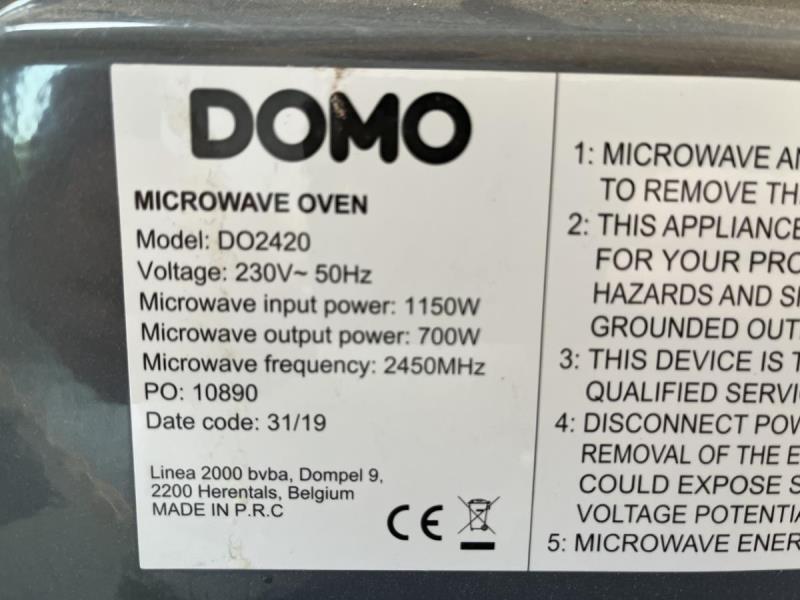 DOMO
MICROWAVE OVEN
Model: DO2420
Voltage: 230V~ 50Hz
Microwave input power: 1150W
Microwave output power: 700W
Microwave frequency: 2450MHz
PO: 10890
Date code: 31/19
Linea 2000 bvba, Dompel 9,
2200 Herentals, Belgium
MADE IN P.R.C
CE
1: MICROWAVE
TO REMOVE
2: THIS APPLIANCE
FOR YOUR
HAZARDS AND
GROUNDED
3: THIS DEVICE IS
QUALIFIED
4: DISCONNECT
REMOVAL OF THE
COULD EXPOSE
VOLTAGE
5: MICROWAVE